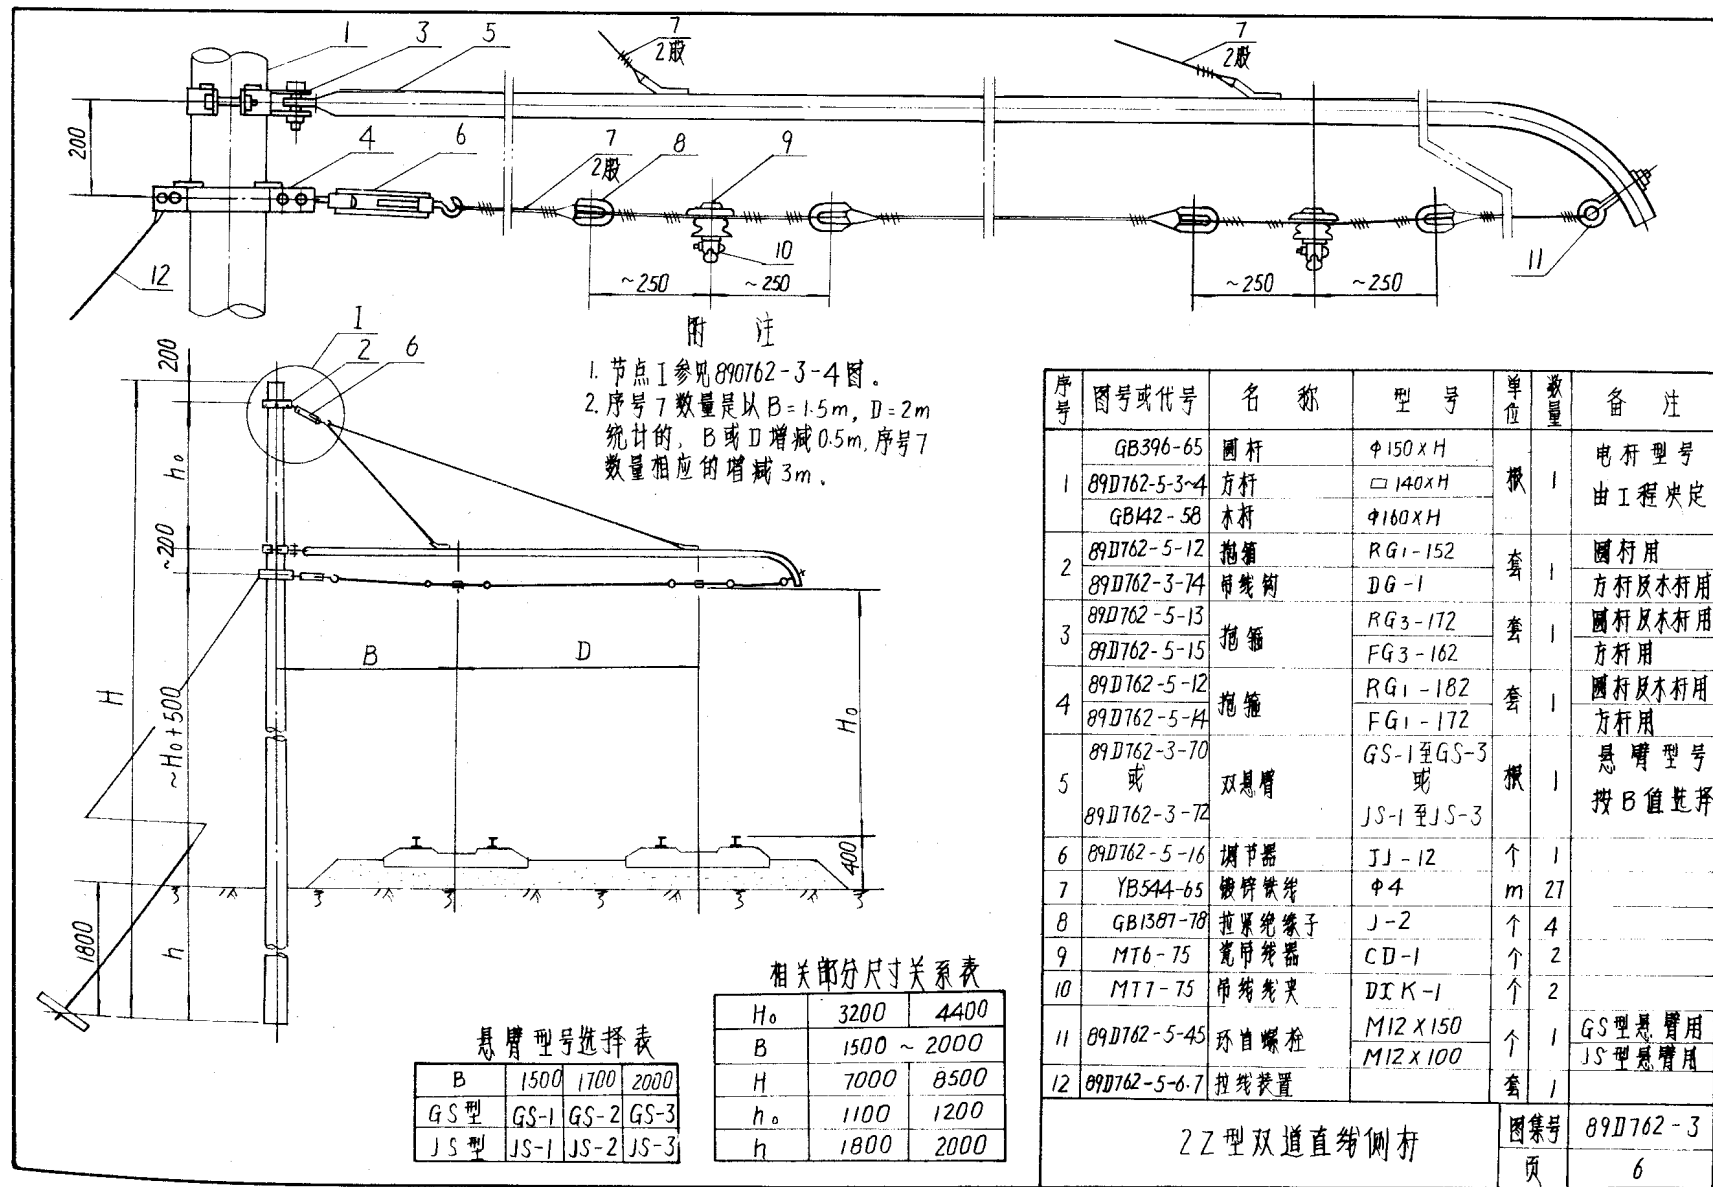 1 3 5 7 7
2股 2股
200
4 6 7 8 9
2股
10
12 11
~250 ~250 ~250 ~250
附 注
1. 节点I参见890762-3-4图。
2. 序号7数量是以B=1.5m, D=2m
统计的, B或D增减0.5m, 序号7
数量相应的增减3m.
I
2 6
200
h₀
~200
B D
H
~H₀+500
H₀
400
1800
h
悬臂型号选择表
B 1500 1700 2000
GS型 GS-1 GS-2 GS-3
JS型 JS-1 JS-2 JS-3
相关部分尺寸关系表
H₀ 3200 4400
B 1500 ~ 2000
H 7000 8500
h₀ 1100 1200
h 1800 2000
序号 图号或代号 名称 型号 单位 数量 备注
1 GB396-65 圆杆 φ150×H 根 1 电杆型号
89D762-5-3~4 方杆 □140×H 由工程决定
GB142-58 木杆 φ160×H
2 89D762-5-12 抱箍 RG1-152 套 1 圆杆用
89D762-3-74 吊线钩 DG-1 方杆及木杆用
3 89D762-5-13 抱箍 RG3-172 套 1 圆杆及木杆用
89D762-5-15 FG3-162 方杆用
4 89D762-5-12 抱箍 RG1-182 套 1 圆杆及木杆用
89D762-5-14 FG1-172 方杆用
5 89D762-3-70 双悬臂 GS-1至GS-3 根 1 悬臂型号
或 或
89D762-3-72 JS-1至JS-3 按B值选择
6 89D762-5-16 调节器 JJ-12 个 1
7 YB544-65 镀锌铁线 φ4 m 27
8 GB1387-78 拉紧绝缘子 J-2 个 4
9 MT6-75 瓷吊线器 CD-1 个 2
10 MT7-75 吊线线夹 DXK-1 个 2
11 89D762-5-45 环首螺栓 M12×150 个 1 GS型悬臂用
M12×100 JS型悬臂用
12 89D762-5-6.7 拉线装置 套 1
2Z型双道直线侧杆
图集号 89D762-3
页 6